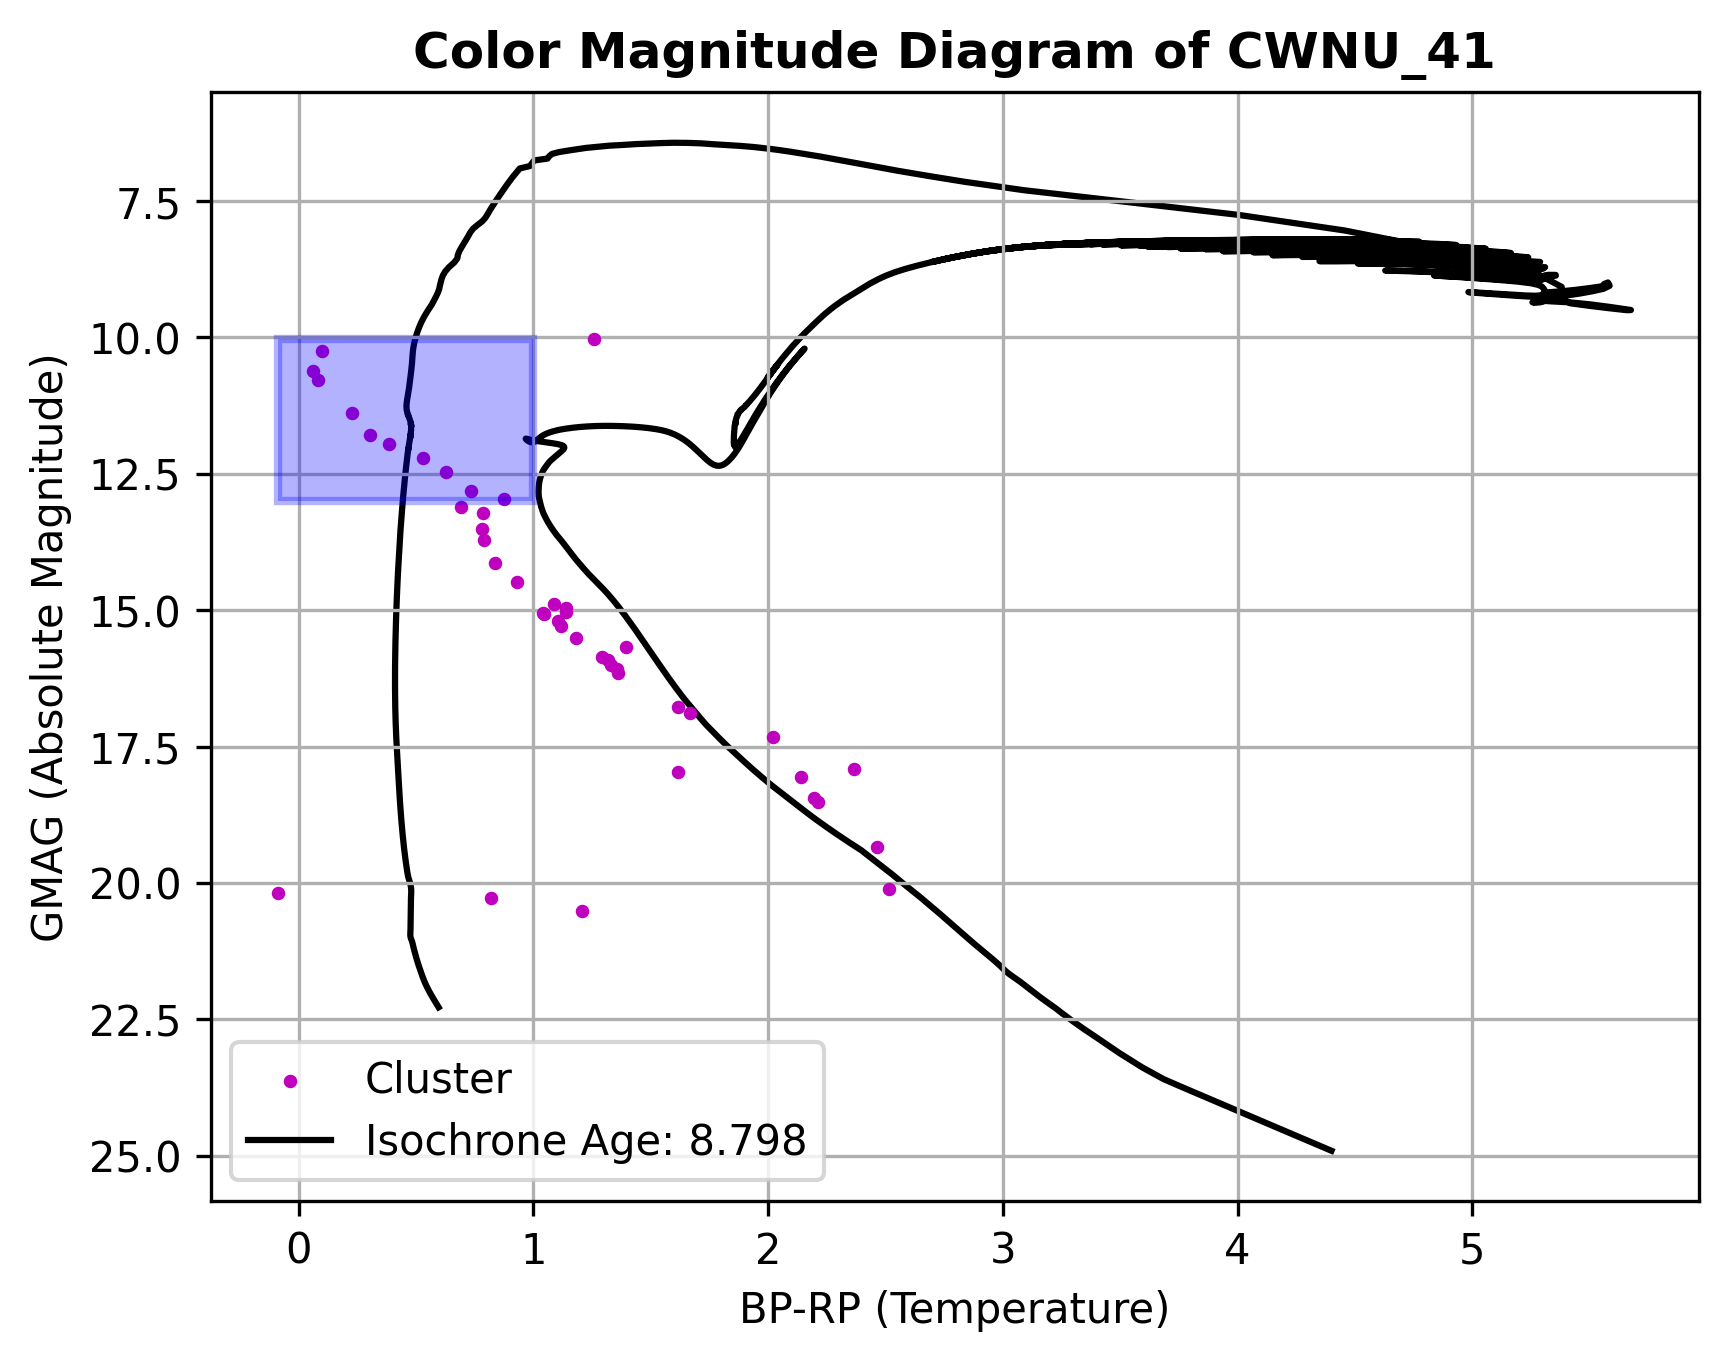 Color Magnitude Diagram of CWNU_41
GMAG (Absolute Magnitude)
7.5
10.0
12.5
15.0
17.5
20.0
22.5
25.0
Cluster
Isochrone Age: 8.798
0 1 2 3 4 5
BP-RP (Temperature)